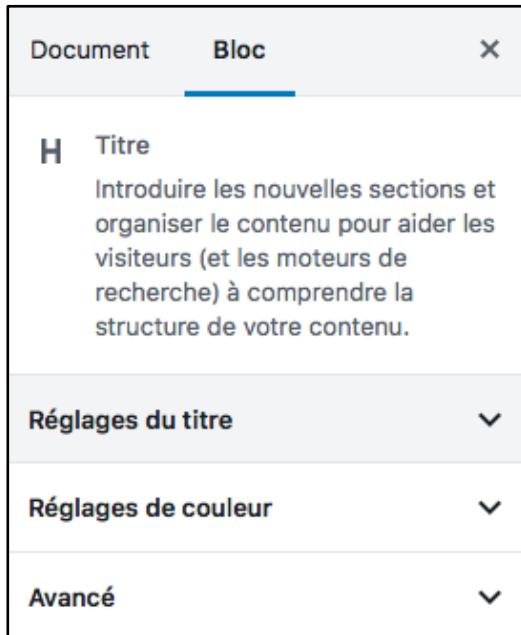 Document Bloc ×
H Titre
Introduire les nouvelles sections et
organiser le contenu pour aider les
visiteurs (et les moteurs de
recherche) à comprendre la
structure de votre contenu.
Réglages du titre
Réglages de couleur
Avancé